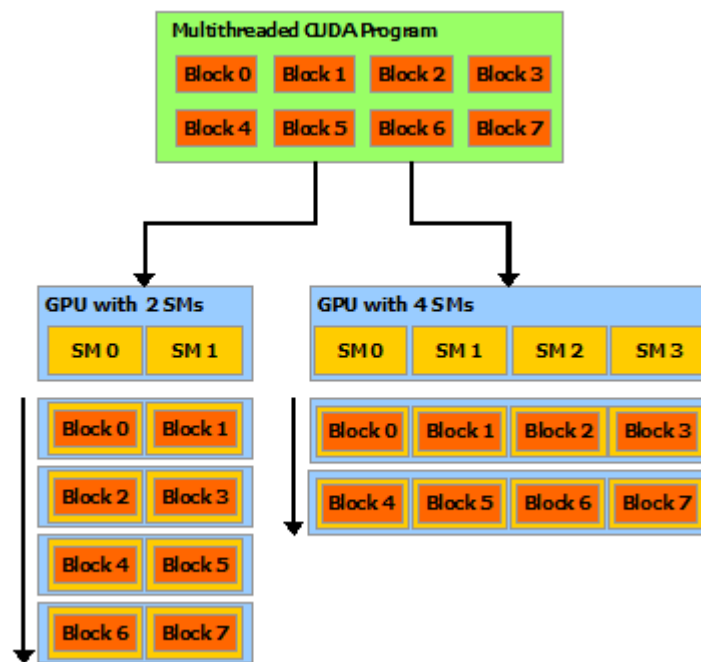 Multithreaded CUDA Program
Block 0 Block 1 Block 2 Block 3
Block 4 Block 5 Block 6 Block 7
GPU with 2 SMs
SM 0 SM 1
Block 0 Block 1
Block 2 Block 3
Block 4 Block 5
Block 6 Block 7
GPU with 4 SMs
SM 0 SM 1 SM 2 SM 3
Block 0 Block 1 Block 2 Block 3
Block 4 Block 5 Block 6 Block 7